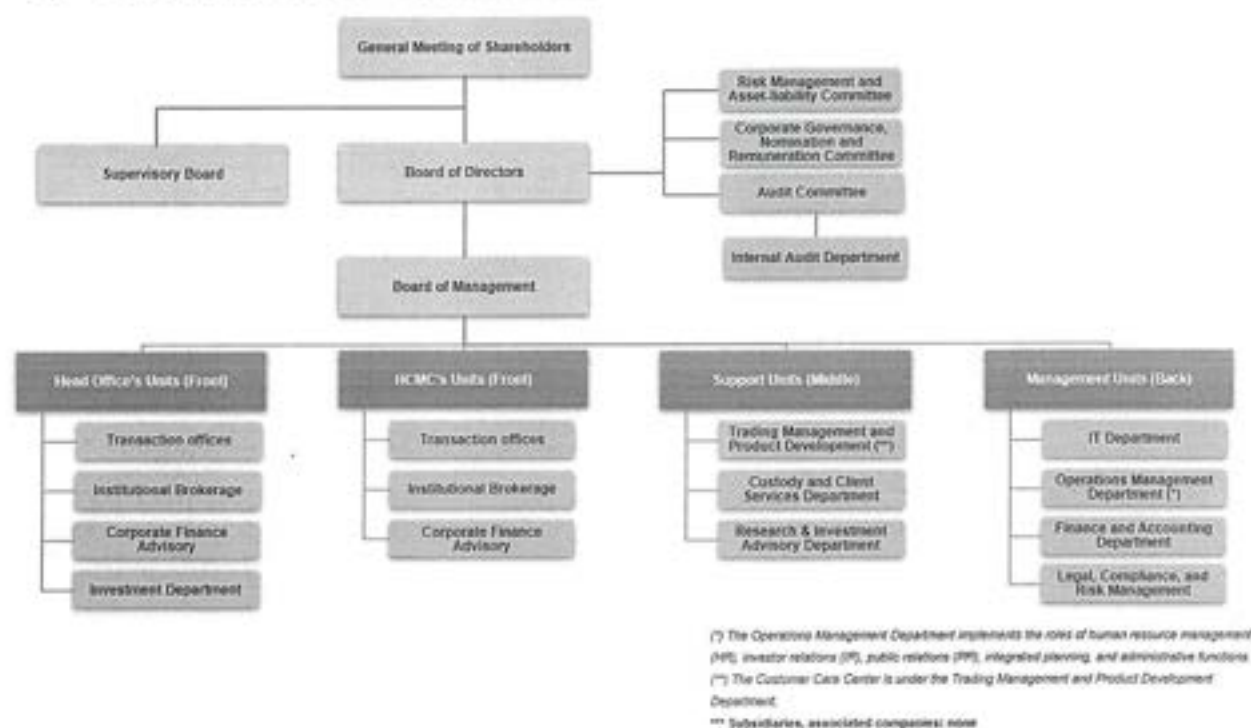 General Meeting of Shareholders
Risk Management and
Asset-liability Committee
Corporate Governance,
Nomination and
Remuneration Committee
Supervisory Board
Board of Directors
Audit Committee
Internal Audit Department
Board of Management
Head Office's Units (Front)
HCMC's Units (Front)
Support Units (Middle)
Management Units (Back)
Transaction offices
Institutional Brokerage
Corporate Finance
Advisory
Investment Department
Transaction offices
Institutional Brokerage
Corporate Finance
Advisory
Trading Management and
Product Development (**)
Custody and Client
Services Department
Research & Investment
Advisory Department
IT Department
Operations Management
Department (*)
Finance and Accounting
Department
Legal, Compliance, and
Risk Management
(*) The Operations Management Department implements the roles of human resource management
(HR), investor relations (IR), public relations (PR), integrated planning, and administrative functions.
(**) The Customer Care Center is under the Trading Management and Product Development
Department.
*** Subsidiaries, associated companies: none